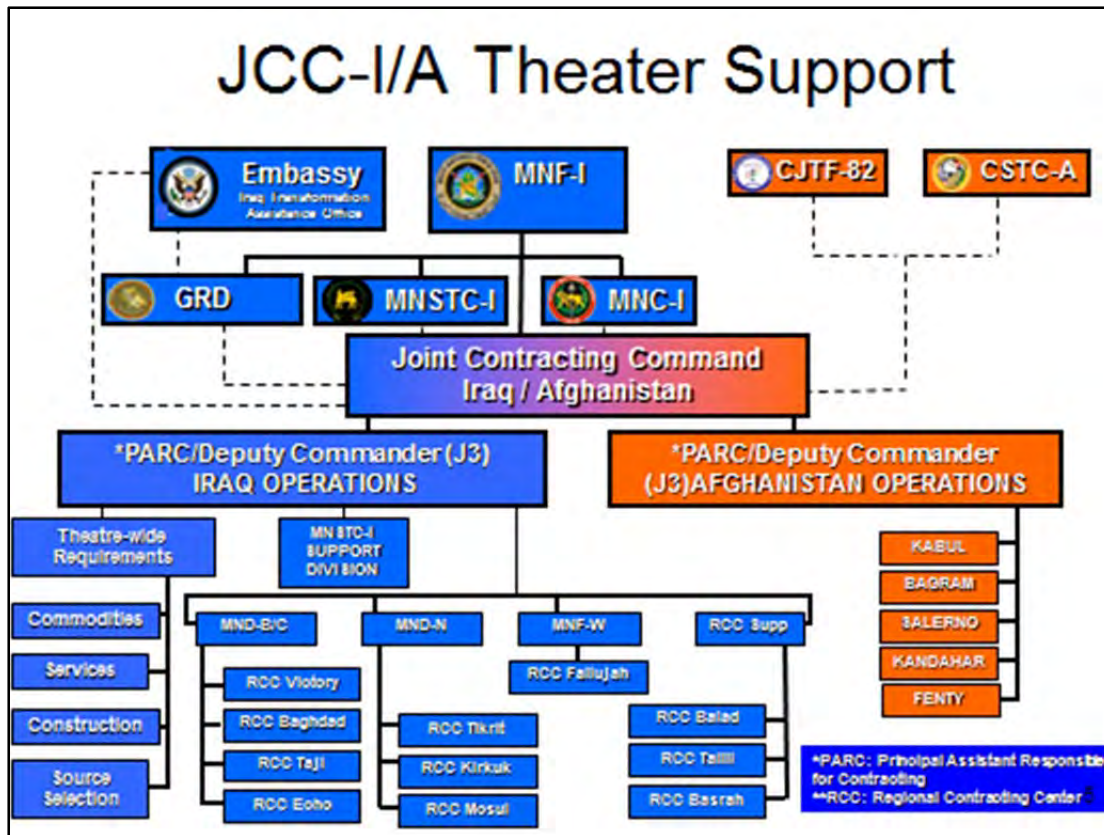 JCC-I/A Theater Support
Embassy
Iraq Transformation
Assistance Office
MNF-I
CJTF-82
CSTC-A
GRD
MNSTC-I
MNC-I
Joint Contracting Command
Iraq / Afghanistan
*PARC/Deputy Commander (J3)
IRAQ OPERATIONS
*PARC/Deputy Commander
(J3)AFGHANISTAN OPERATIONS
Theatre-wide
Requirements
MNSTC-I
SUPPORT
DIVISION
Commodities
Services
Construction
Source
Selection
MND-B/C
RCC Victory
RCC Baghdad
RCC Taji
RCC Echo
MND-N
RCC Tikrit
RCC Kirkuk
RCC Mosul
MNF-W
RCC Fallujah
RCC Supp
RCC Balad
RCC Tallil
RCC Basrah
KABUL
BAGRAM
SALERNO
KANDAHAR
FENTY
*PARC: Principal Assistant Responsible
for Contracting
**RCC: Regional Contracting Center